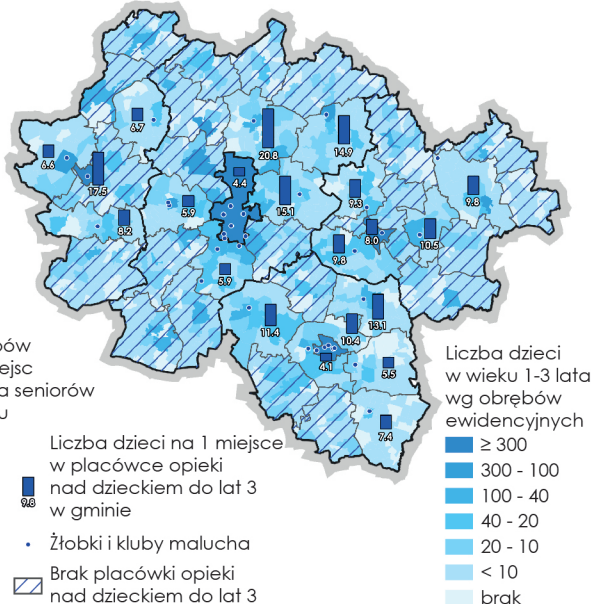 6.7
6.6
17.5
8.2
5.9
4.4
20.8
14.9
15.1
9.3
9.8
8.0
9.8
10.5
5.9
11.4
13.1
10.4
4.1
5.5
7.4
ejsc
a seniorów
u
Liczba dzieci na 1 miejsce
w placówce opieki
nad dzieckiem do lat 3
w gminie
9.8
Żłobki i kluby malucha
Brak placówki opieki
nad dzieckiem do lat 3
Liczba dzieci
w wieku 1-3 lata
wg obrębów
ewidencyjnych
≥ 300
300 - 100
100 - 40
40 - 20
20 - 10
< 10
brak